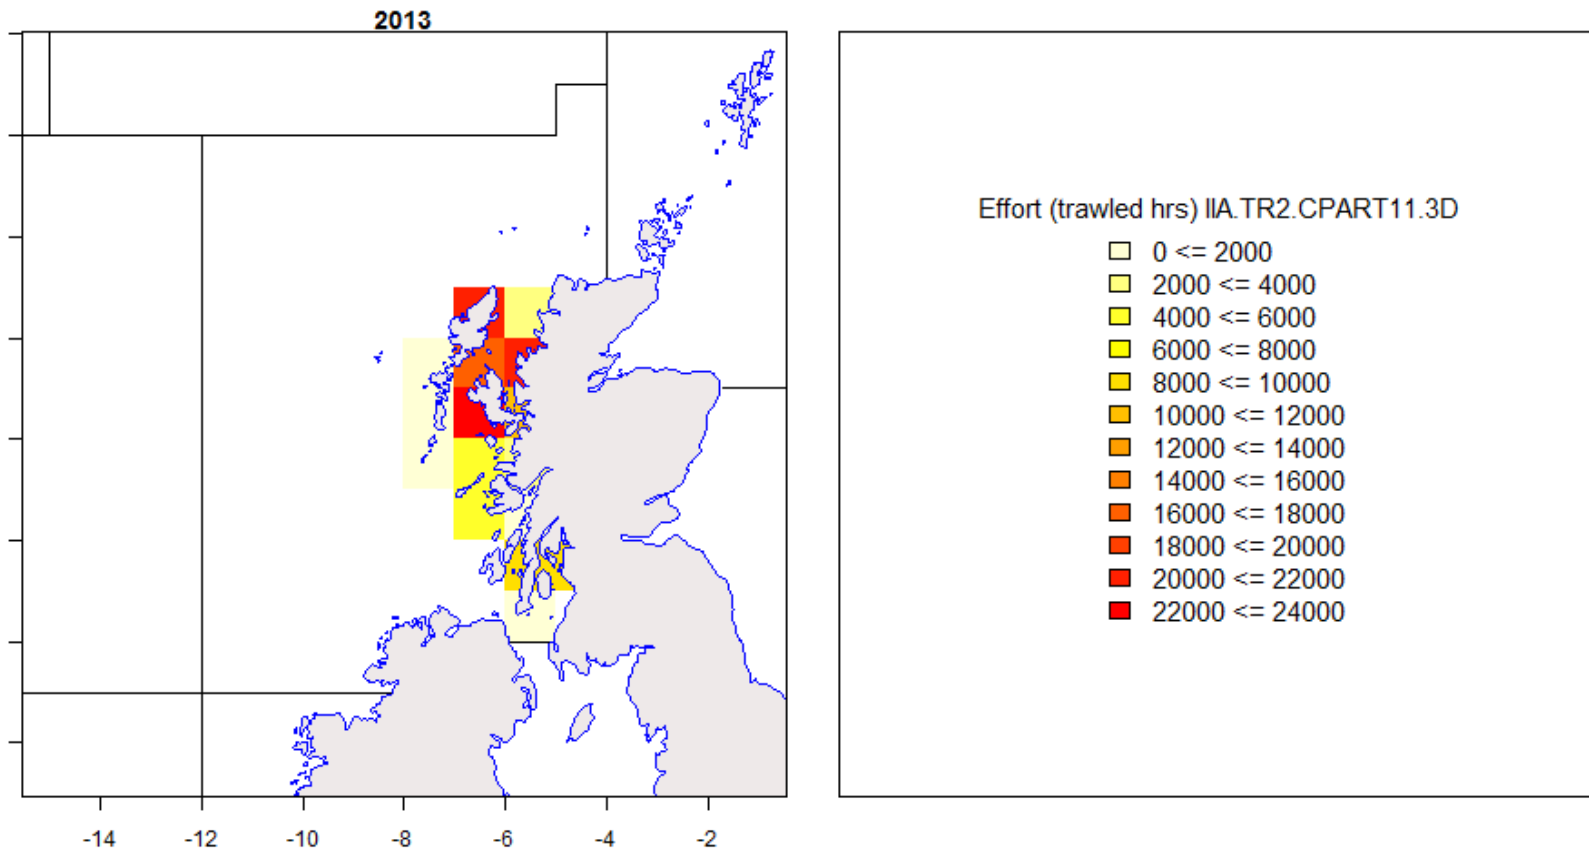 2013
Effort (trawled hrs) IIA.TR2.CPART11.3D
0 <= 2000
2000 <= 4000
4000 <= 6000
6000 <= 8000
8000 <= 10000
10000 <= 12000
12000 <= 14000
14000 <= 16000
16000 <= 18000
18000 <= 20000
20000 <= 22000
22000 <= 24000
-14 -12 -10 -8 -6 -4 -2